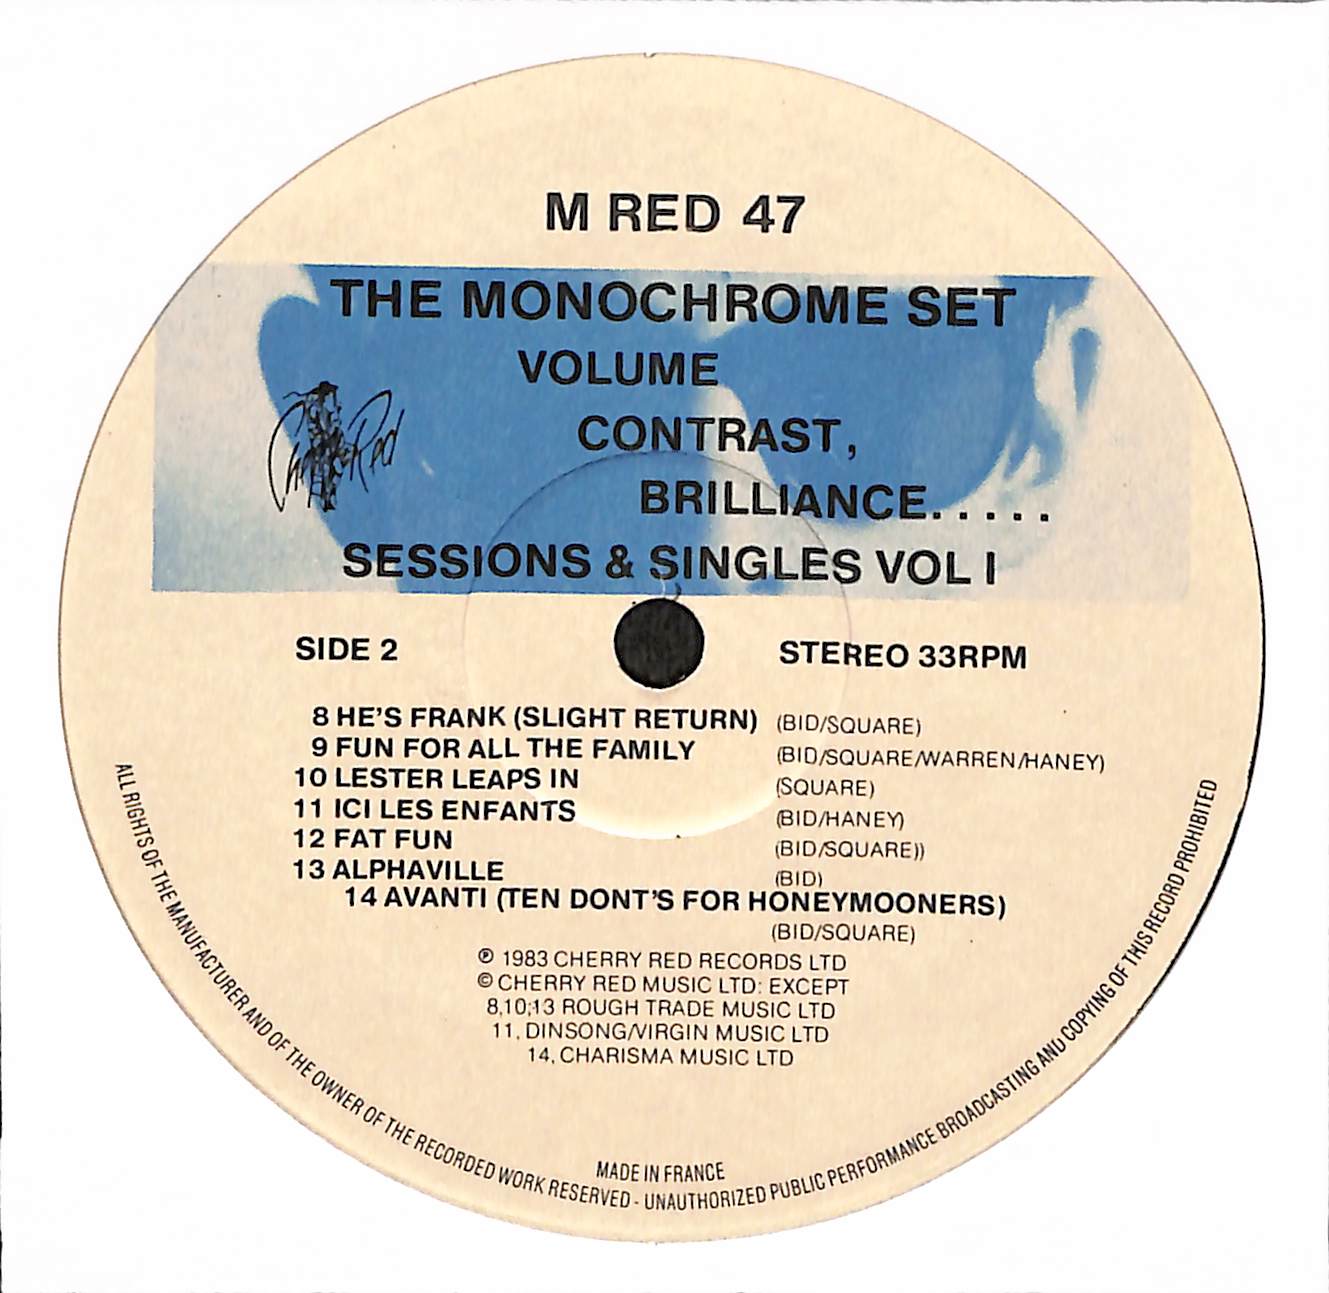 M RED 47
THE MONOCHROME SET
VOLUME
CONTRAST,
BRILLIANCE.....
Cherry Red
SESSIONS & SINGLES VOL I
SIDE 2
STEREO 33RPM
8 HE'S FRANK (SLIGHT RETURN) (BID/SQUARE)
9 FUN FOR ALL THE FAMILY (BID/SQUARE/WARREN/HANEY)
10 LESTER LEAPS IN (SQUARE)
11 ICI LES ENFANTS (BID/HANEY)
12 FAT FUN (BID/SQUARE))
13 ALPHAVILLE (BID)
14 AVANTI (TEN DONT'S FOR HONEYMOONERS)
(BID/SQUARE)
℗ 1983 CHERRY RED RECORDS LTD
© CHERRY RED MUSIC LTD: EXCEPT
8,10;13 ROUGH TRADE MUSIC LTD
11, DINSONG/VIRGIN MUSIC LTD
14, CHARISMA MUSIC LTD
MADE IN FRANCE
ALL RIGHTS OF THE MANUFACTURER AND OF THE OWNER OF THE RECORDED WORK RESERVED - UNAUTHORIZED PUBLIC PERFORMANCE BROADCASTING AND COPYING OF THIS RECORD PROHIBITED